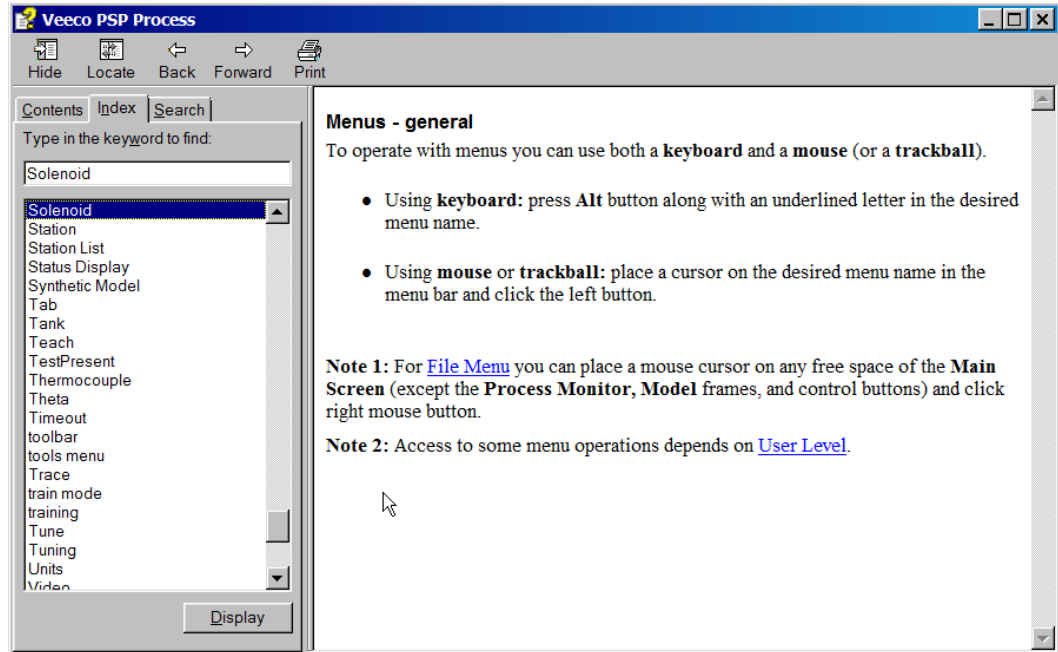 Veeco PSP Process
Hide Locate Back Forward Print
Contents Index Search
Type in the keyword to find:
Solenoid
Solenoid
Station
Station List
Status Display
Synthetic Model
Tab
Tank
Teach
TestPresent
Thermocouple
Theta
Timeout
toolbar
tools menu
Trace
train mode
training
Tune
Tuning
Units
Video
Display
Menus - general
To operate with menus you can use both a keyboard and a mouse (or a trackball).
● Using keyboard: press Alt button along with an underlined letter in the desired
menu name.
● Using mouse or trackball: place a cursor on the desired menu name in the
menu bar and click the left button.
Note 1: For File Menu you can place a mouse cursor on any free space of the Main
Screen (except the Process Monitor, Model frames, and control buttons) and click
right mouse button.
Note 2: Access to some menu operations depends on User Level.